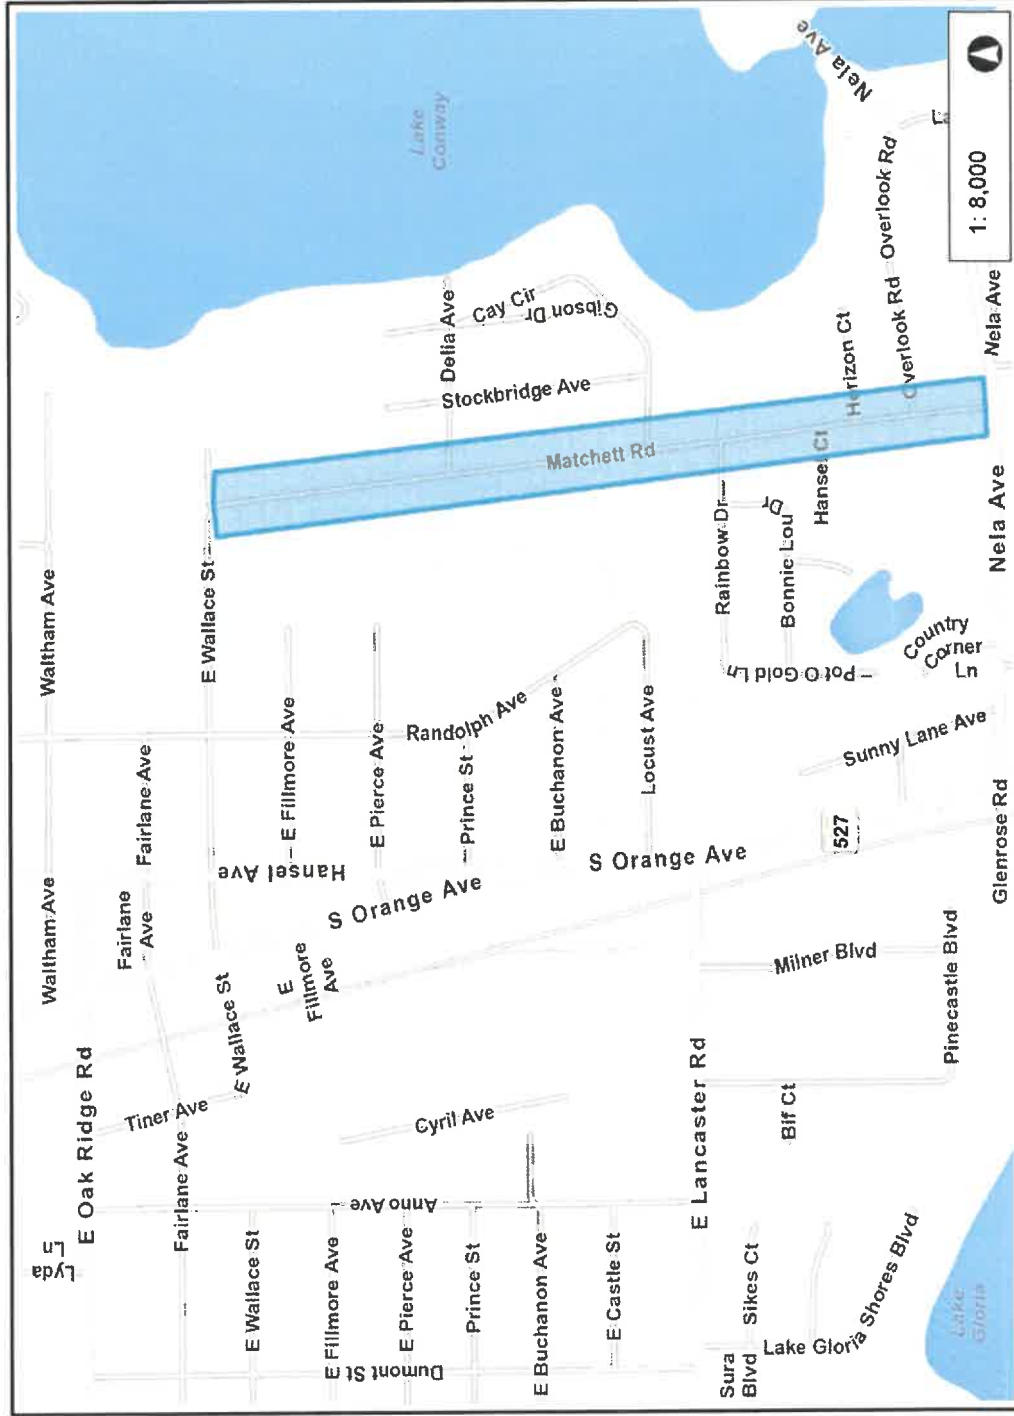 Waltham Ave
Waltham Ave
E Oak Ridge Rd
Lyda
Ln
Fairlane
Ave
Fairlane Ave
Fairlane Ave
Tiner Ave
E Wallace St
E Wallace St
E Wallace St
E Fillmore Ave
E Fillmore Ave
E
Fillmore
Ave
Hansel Ave
E Pierce Ave
E Pierce Ave
Randolph Ave
Prince St
Prince St
S Orange Ave
S Orange Ave
E Buchanon Ave
E Buchanon Ave
Locust Ave
E Castle St
Anno Ave
Dumont St
Cyril Ave
E Lancaster Rd
Sikes Ct
Sura
Blvd
Lake Gloria Shores Blvd
Lake
Gloria
Bif Ct
Milner Blvd
Pinecastle Blvd
527
Sunny Lane Ave
Glenrose Rd
Pot O Gold Ln
Rainbow Dr
Bonnie Lou
Dr
Country
Corner
Ln
Matchett Rd
Stockbridge Ave
Delia Ave
Cay Cir
Gibson Dr
Hansel Ct
Horizon Ct
Overlook Rd
Overlook Rd
Nela Ave
Nela Ave
Nela Ave
Lake
Conway
La
1: 8,000